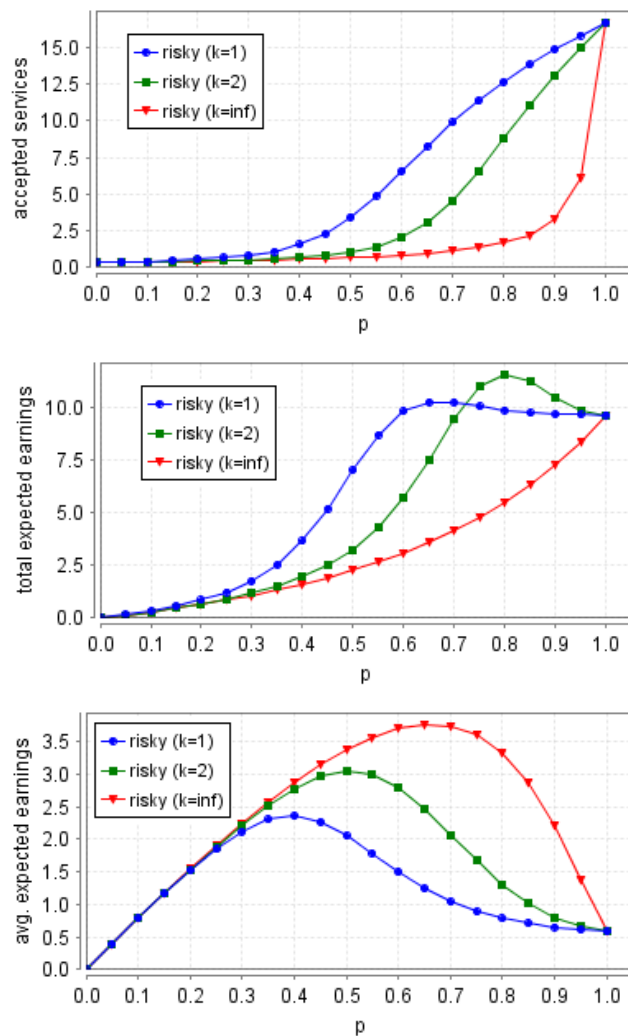 accepted services
15.0
12.5
10.0
7.5
5.0
2.5
0.0
risky (k=1)
risky (k=2)
risky (k=inf)
0.0 0.1 0.2 0.3 0.4 0.5 0.6 0.7 0.8 0.9 1.0
p
total expected earnings
10.0
7.5
5.0
2.5
0.0
risky (k=1)
risky (k=2)
risky (k=inf)
0.0 0.1 0.2 0.3 0.4 0.5 0.6 0.7 0.8 0.9 1.0
p
avg. expected earnings
3.5
3.0
2.5
2.0
1.5
1.0
0.5
0.0
risky (k=1)
risky (k=2)
risky (k=inf)
0.0 0.1 0.2 0.3 0.4 0.5 0.6 0.7 0.8 0.9 1.0
p